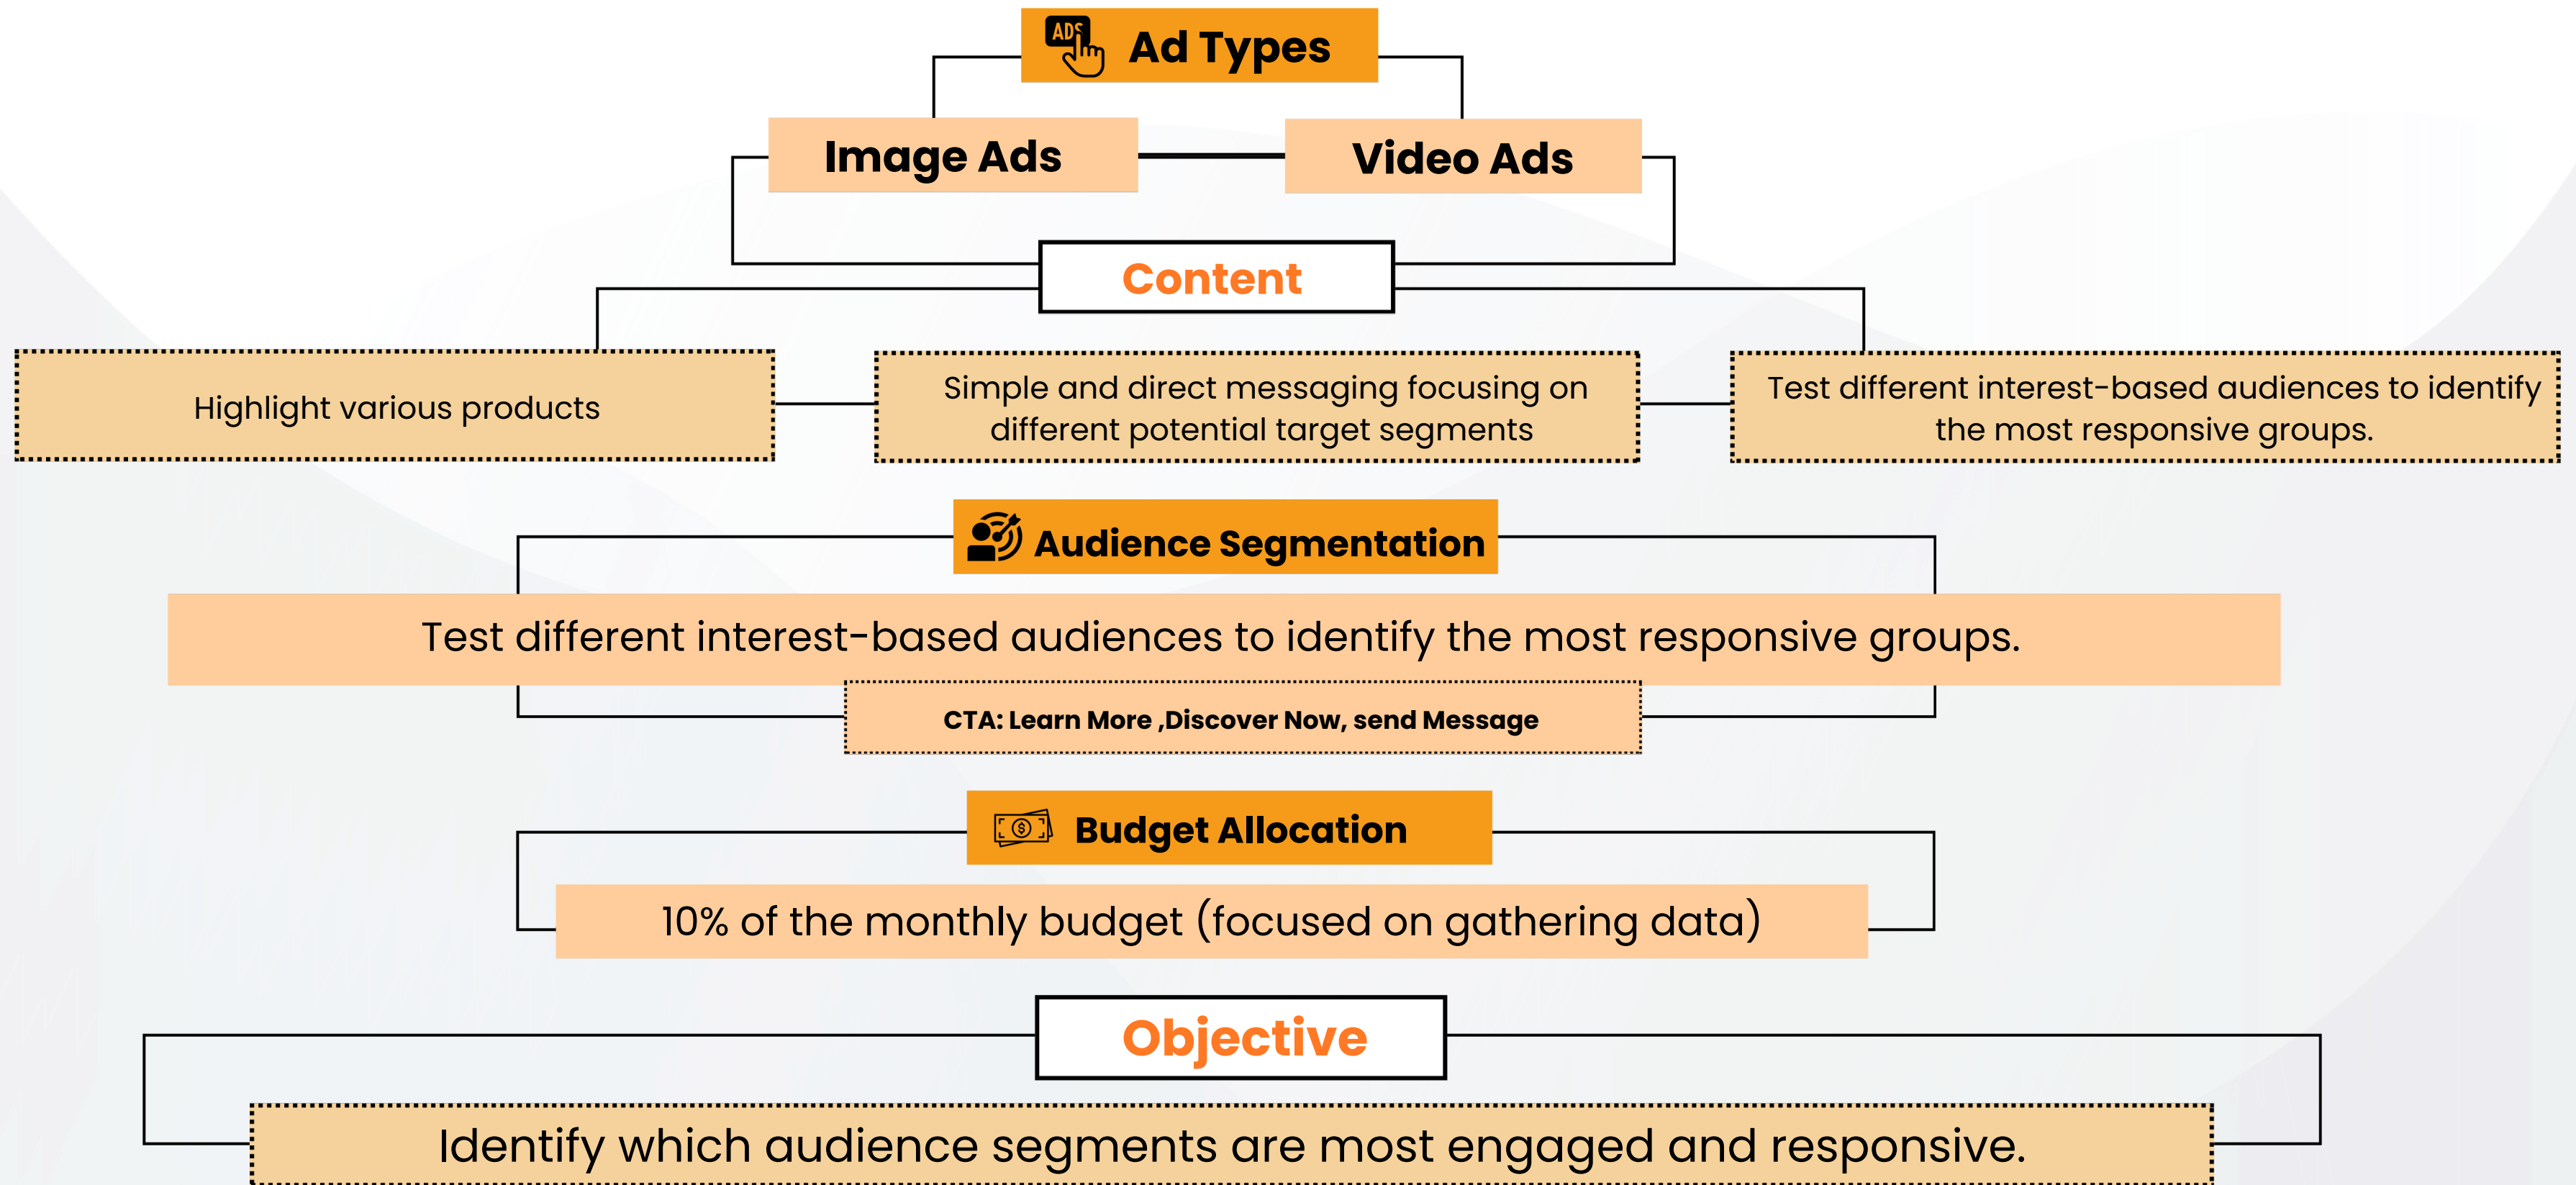 ADS
Ad Types
Image Ads
Video Ads
Content
Highlight various products
Simple and direct messaging focusing on
different potential target segments
Test different interest-based audiences to identify
the most responsive groups.
Audience Segmentation
Test different interest-based audiences to identify the most responsive groups.
CTA: Learn More ,Discover Now, send Message
$
Budget Allocation
10% of the monthly budget (focused on gathering data)
Objective
Identify which audience segments are most engaged and responsive.